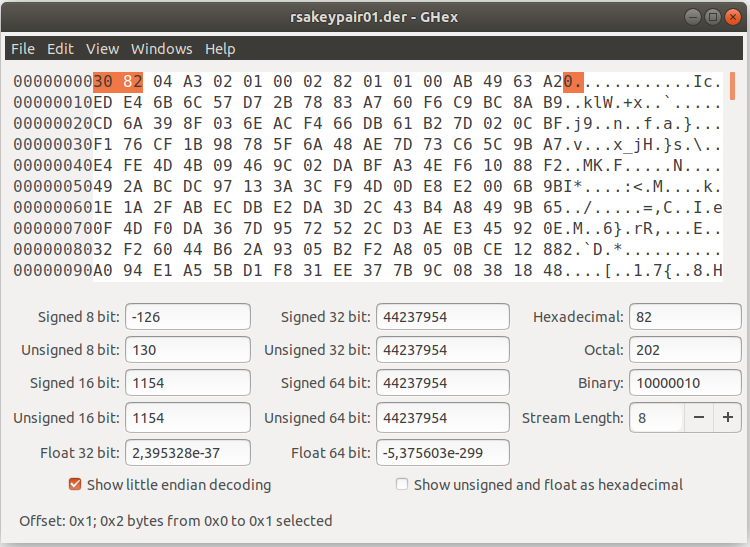 rsakeypair01.der - GHex
File Edit View Windows Help
00000000 30 82 04 A3 02 01 00 02 82 01 01 00 AB 49 63 A2 0...........Ic.
00000010 ED E4 6B 6C 57 D7 2B 78 83 A7 60 F6 C9 BC 8A B9 ..klW.+x..`.....
00000020 CD 6A 39 8F 03 6E AC F4 66 DB 61 B2 7D 02 0C BF .j9..n..f.a.}...
00000030 F1 76 CF 1B 98 78 5F 6A 48 AE 7D 73 C6 5C 9B A7 .v...x_jH.}s.\..
00000040 E4 FE 4D 4B 09 46 9C 02 DA BF A3 4E F6 10 88 F2 ..MK.F.....N....
00000050 49 2A BC DC 97 13 3A 3C F9 4D 0D E8 E2 00 6B 9B I*....:<.M....k.
00000060 1E 1A 2F AB EC DB E2 DA 3D 2C 43 B4 A8 49 9B 65 ../.....=,C..I.e
00000070 0F 4D F0 DA 36 7D 95 72 52 2C D3 AE E3 45 92 0E .M..6}.rR,...E..
00000080 32 F2 60 44 B6 2A 93 05 B2 F2 A8 05 0B CE 12 88 2.`D.*..........
00000090 A0 94 E1 A5 5B D1 F8 31 EE 37 7B 9C 08 38 18 48 ....[..1.7{..8.H
Signed 8 bit: -126 Signed 32 bit: 44237954 Hexadecimal: 82
Unsigned 8 bit: 130 Unsigned 32 bit: 44237954 Octal: 202
Signed 16 bit: 1154 Signed 64 bit: 44237954 Binary: 10000010
Unsigned 16 bit: 1154 Unsigned 64 bit: 44237954 Stream Length: 8 − +
Float 32 bit: 2,395328e-37 Float 64 bit: -5,375603e-299
Show little endian decoding Show unsigned and float as hexadecimal
Offset: 0x1; 0x2 bytes from 0x0 to 0x1 selected